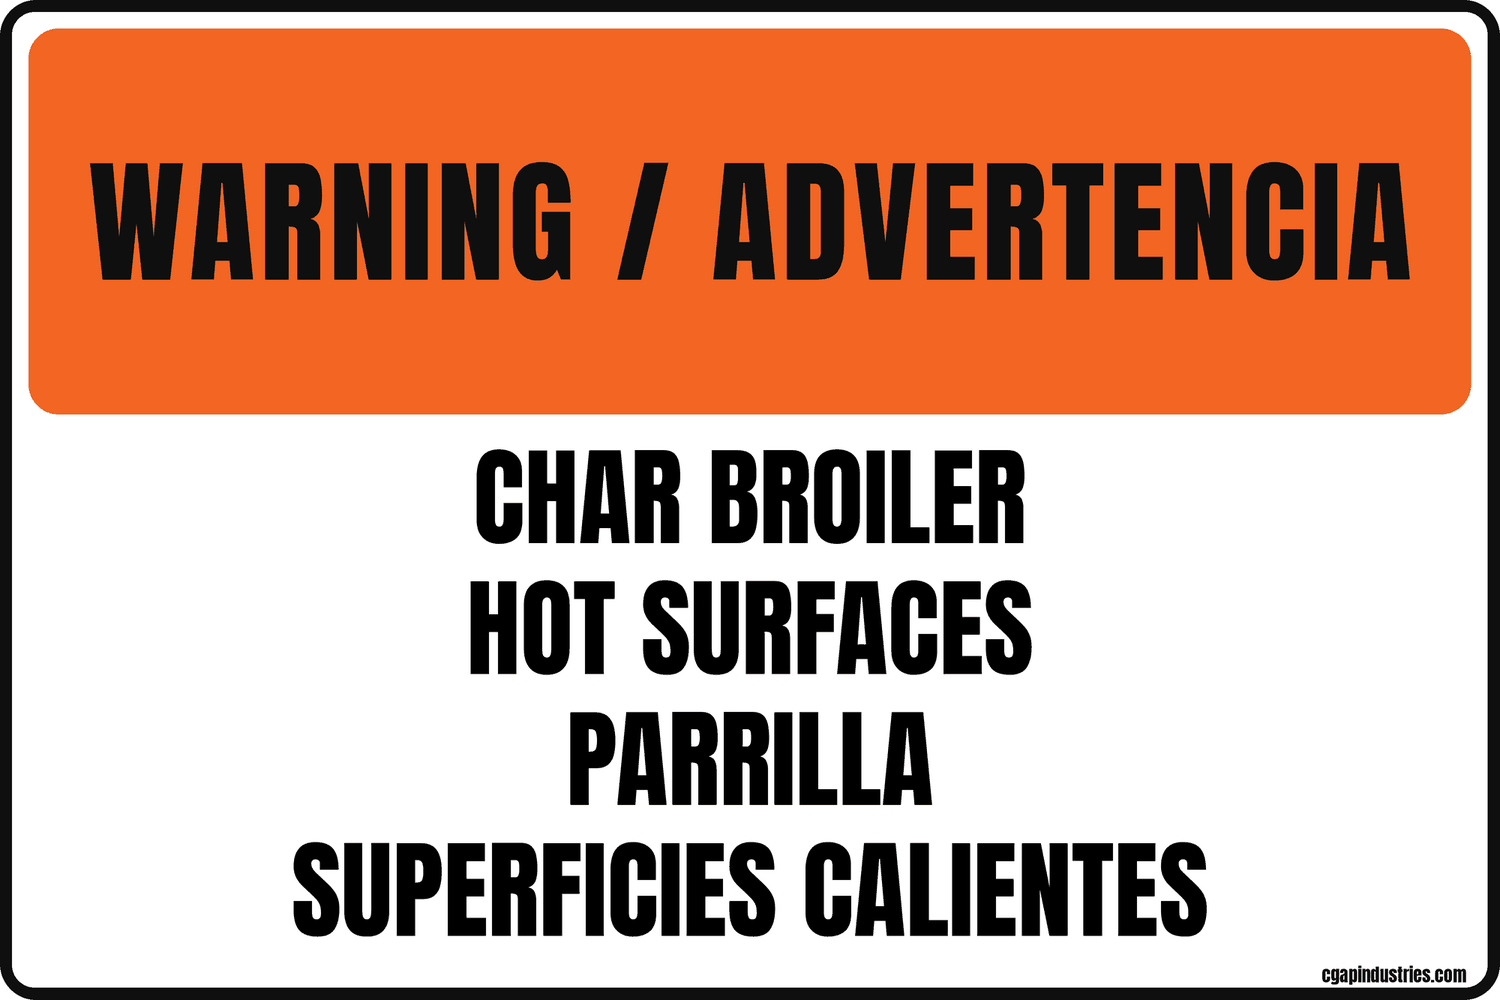 WARNING / ADVERTENCIA
CHAR BROILER
HOT SURFACES
PARRILLA
SUPERFICIES CALIENTES
cgapindustries.com